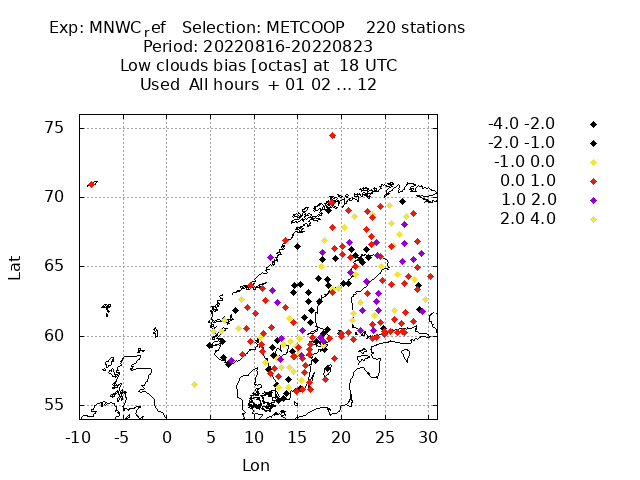 Exp: MNWCref   Selection: METCOOP    220 stations
Period: 20220816-20220823
Low clouds bias [octas] at  18 UTC
Used  All hours  + 01 02 ... 12
-4.0 -2.0
-2.0 -1.0
-1.0 0.0
0.0 1.0
1.0 2.0
2.0 4.0
75
70
65
60
55
Lat
-10 -5 0 5 10 15 20 25 30
Lon